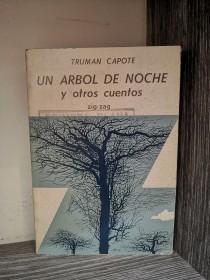 TRUMAN CAPOTE
UN ARBOL DE NOCHE
y otros cuentos
zig-zag